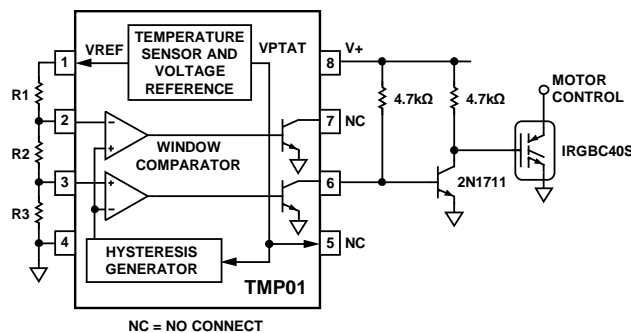 TEMPERATURE
SENSOR AND
VOLTAGE
REFERENCE
VREF
VPTAT
1
8
V+
R1
4.7kΩ
4.7kΩ
MOTOR
CONTROL
2
7
NC
R2
WINDOW
COMPARATOR
IRGBC40S
3
6
2N1711
R3
4
5
NC
HYSTERESIS
GENERATOR
TMP01
NC = NO CONNECT